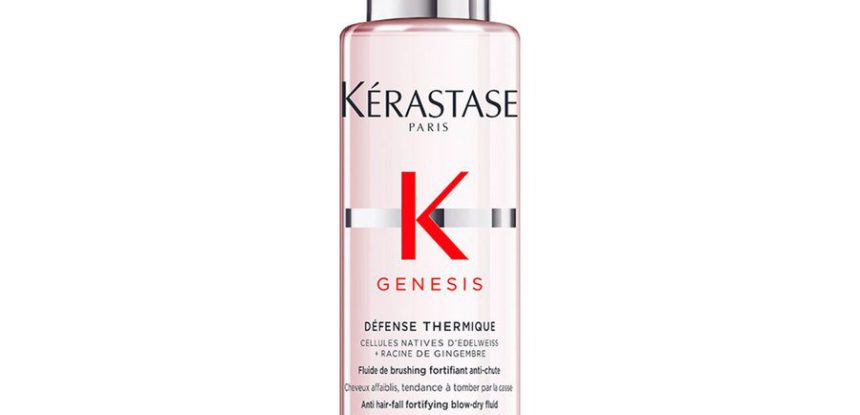 KÉRASTASE
PARIS
K
GENESIS
DÉFENSE THERMIQUE
CELLULES NATIVES D'EDELWEISS
+ RACINE DE GINGEMBRE
Fluide de brushing fortifiant anti-chute
Cheveux affaiblis, tendance à tomber par la casse
Anti hair-fall fortifying blow-dry fluid